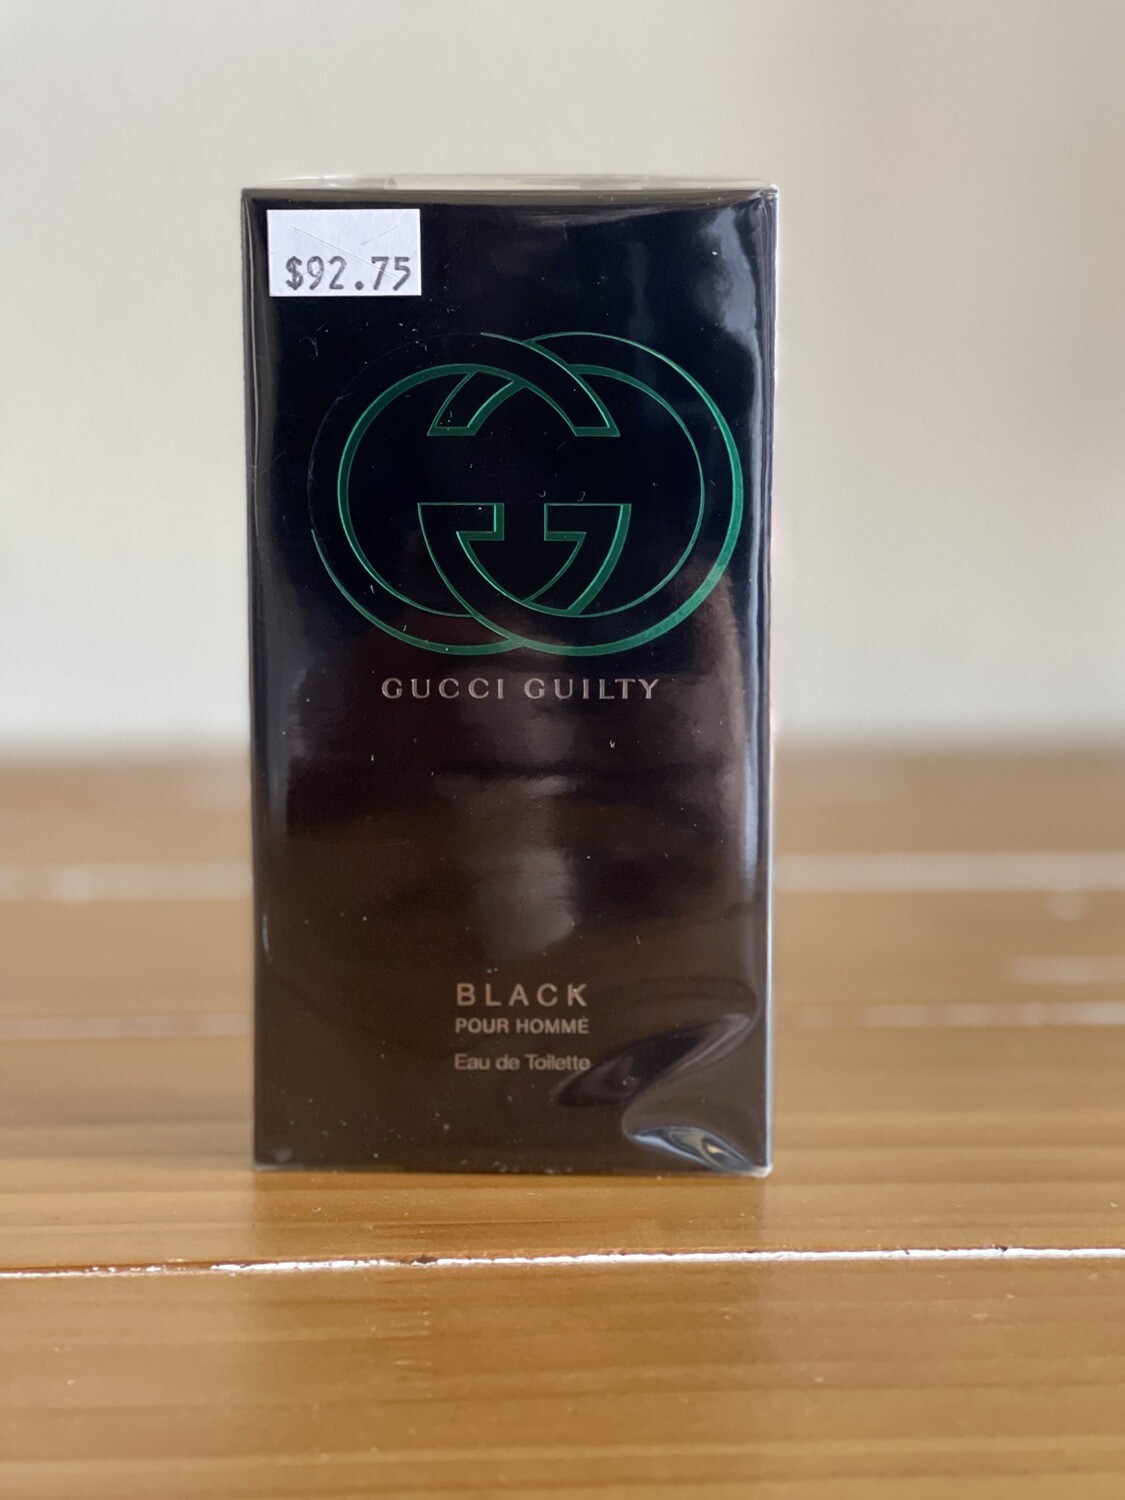 $92.75
GUCCI GUILTY
BLACK
POUR HOMME
Eau de Toilette